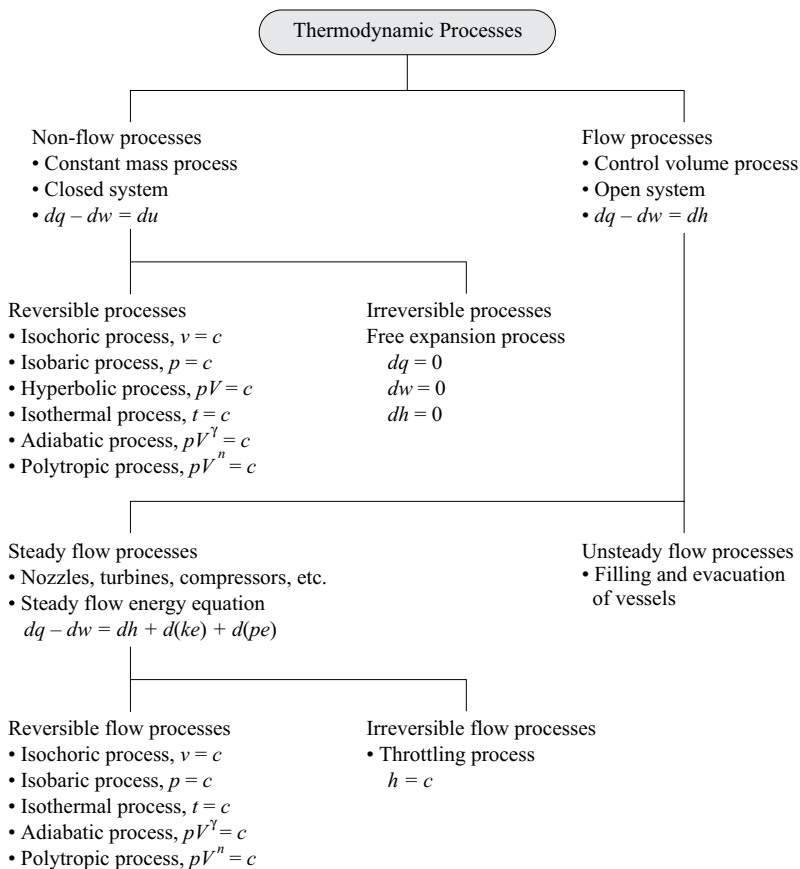 Thermodynamic Processes
Non-flow processes
• Constant mass process
• Closed system
• dq – dw = du
Flow processes
• Control volume process
• Open system
• dq – dw = dh
Reversible processes
• Isochoric process, v = c
• Isobaric process, p = c
• Hyperbolic process, pV = c
• Isothermal process, t = c
• Adiabatic process, pV^γ = c
• Polytropic process, pV^n = c
Irreversible processes
Free expansion process
dq = 0
dw = 0
dh = 0
Steady flow processes
• Nozzles, turbines, compressors, etc.
• Steady flow energy equation
dq – dw = dh + d(ke) + d(pe)
Unsteady flow processes
• Filling and evacuation
of vessels
Reversible flow processes
• Isochoric process, v = c
• Isobaric process, p = c
• Isothermal process, t = c
• Adiabatic process, pV^γ = c
• Polytropic process, pV^n = c
Irreversible flow processes
• Throttling process
h = c